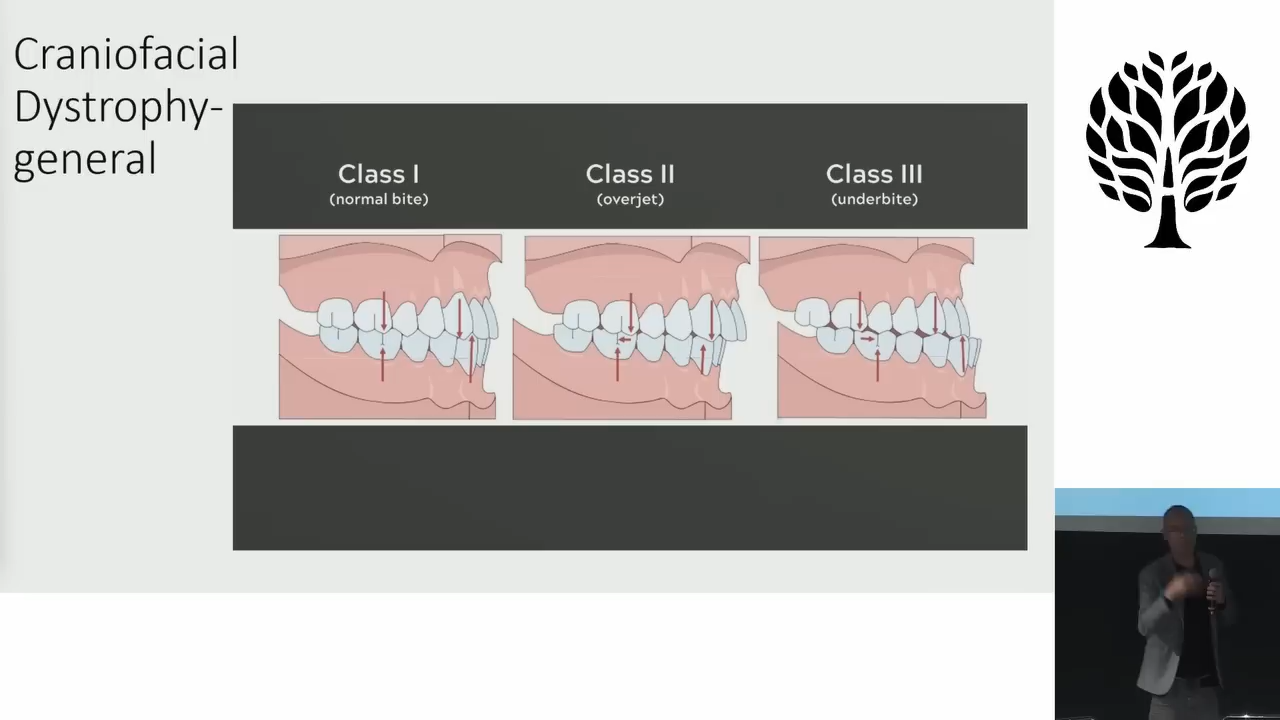 Craniofacial
Dystrophy-
general
Class I
(normal bite)
Class II
(overjet)
Class III
(underbite)